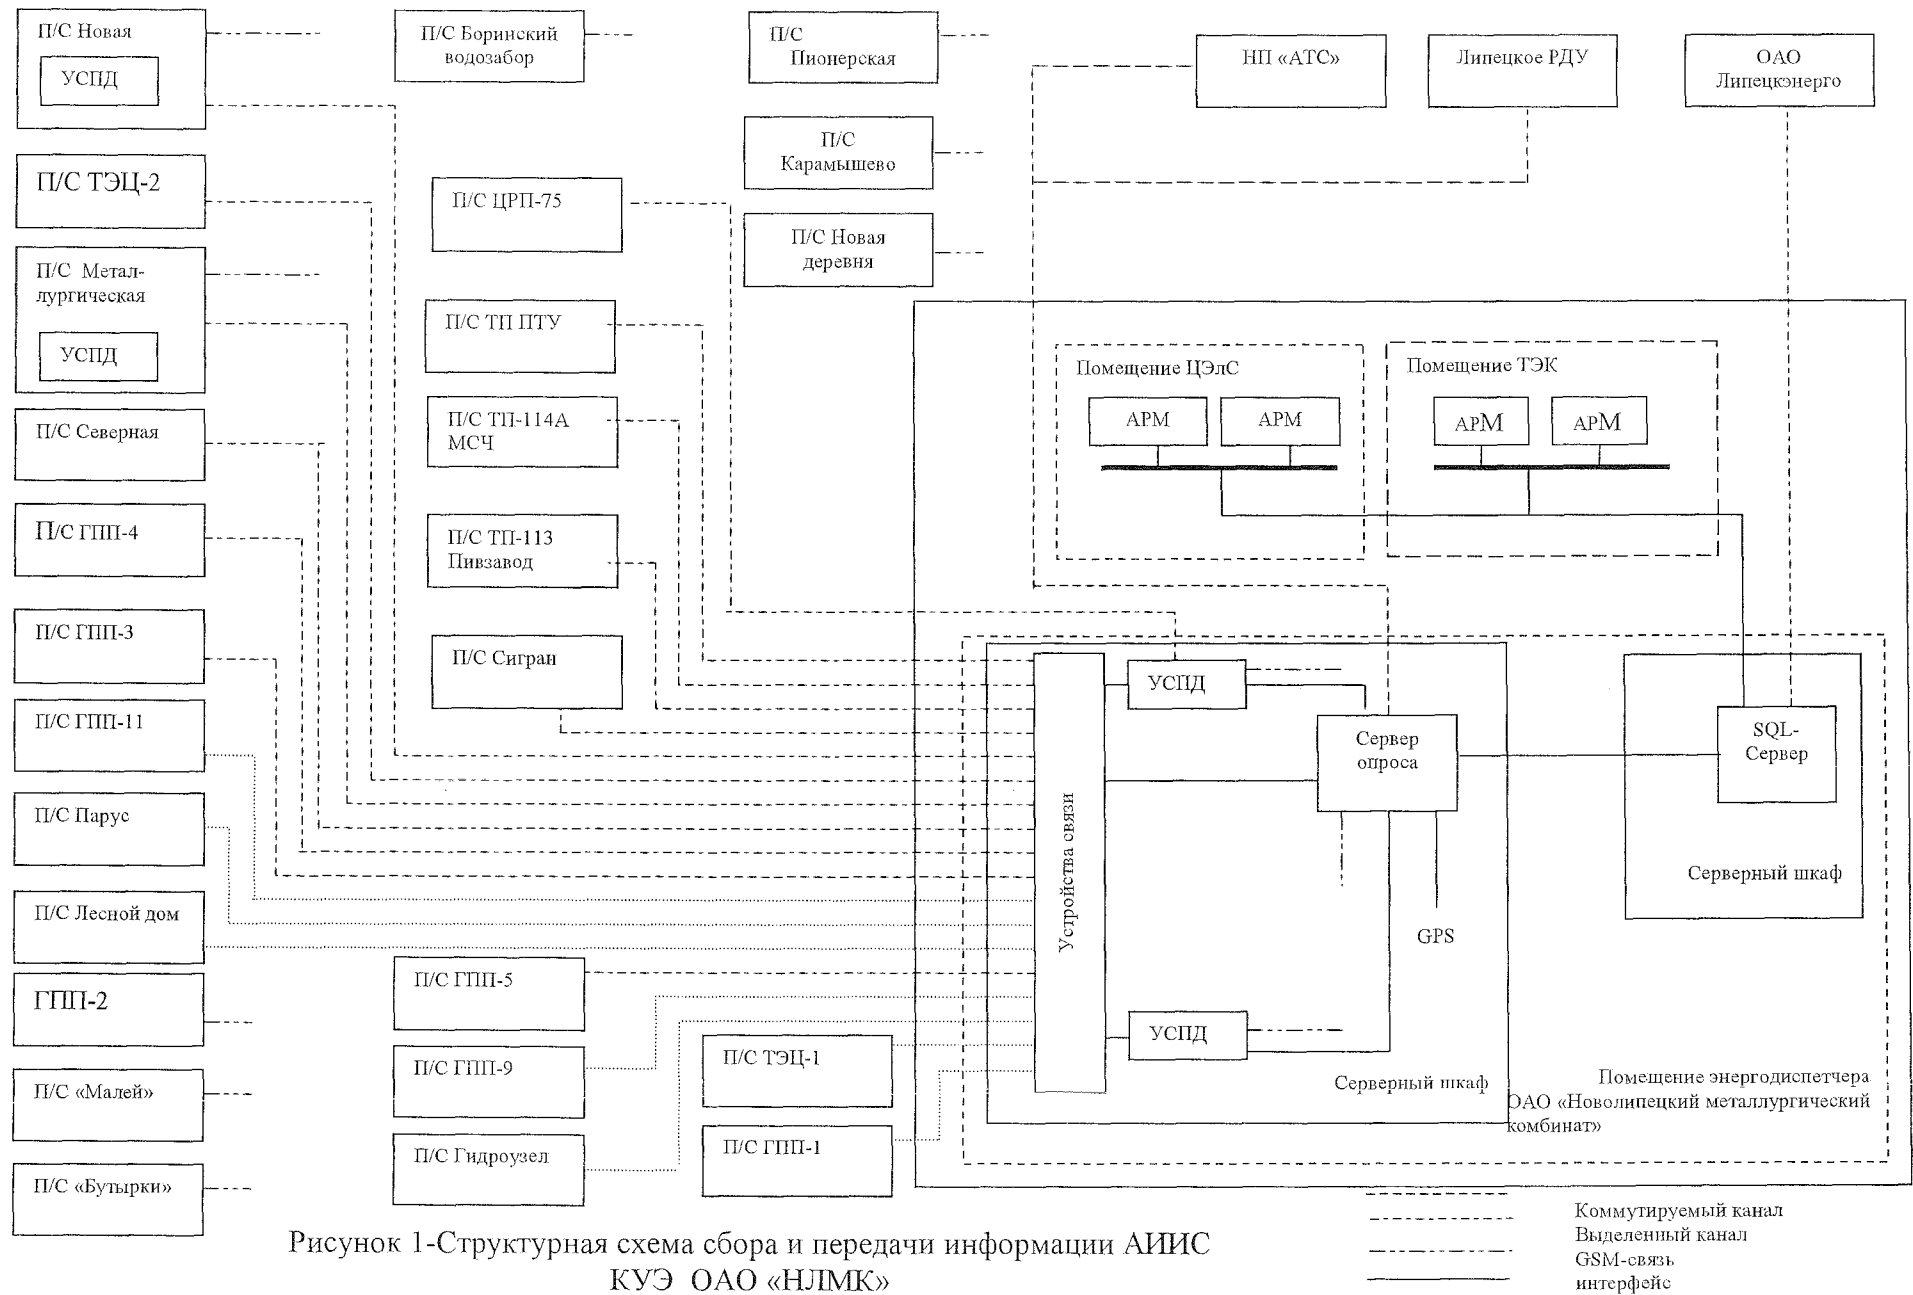 П/С Новая
УСПД
П/С ТЭЦ-2
П/С Метал-
лургическая
УСПД
П/С Северная
П/С ГПП-4
П/С ГПП-3
П/С ГПП-11
П/С Парус
П/С Лесной дом
ГПП-2
П/С «Малей»
П/С «Бутырки»
П/С Боринский
водозабор
П/С ЦРП-75
П/С ТП ПТУ
П/С ТП-114А
МСЧ
П/С ТП-113
Пивзавод
П/С Сигран
П/С ГПП-5
П/С ГПП-9
П/С Гидроузел
П/С
Пионерская
П/С
Карамышево
П/С Новая
деревня
П/С ТЭЦ-1
П/С ГПП-1
НП «АТС»
Липецкое РДУ
ОАО
Липецкэнерго
Помещение ЦЭлС
АРМ
АРМ
Помещение ТЭК
АРМ
АРМ
Устройства связи
УСПД
Сервер
опроса
GPS
УСПД
Серверный шкаф
SQL-
Сервер
Серверный шкаф
Помещение энергодиспетчера
ОАО «Новолипецкий металлургический
комбинат»
Коммутируемый канал
Выделенный канал
GSM-связь
интерфейс
Рисунок 1-Структурная схема сбора и передачи информации АИИС
КУЭ ОАО «НЛМК»